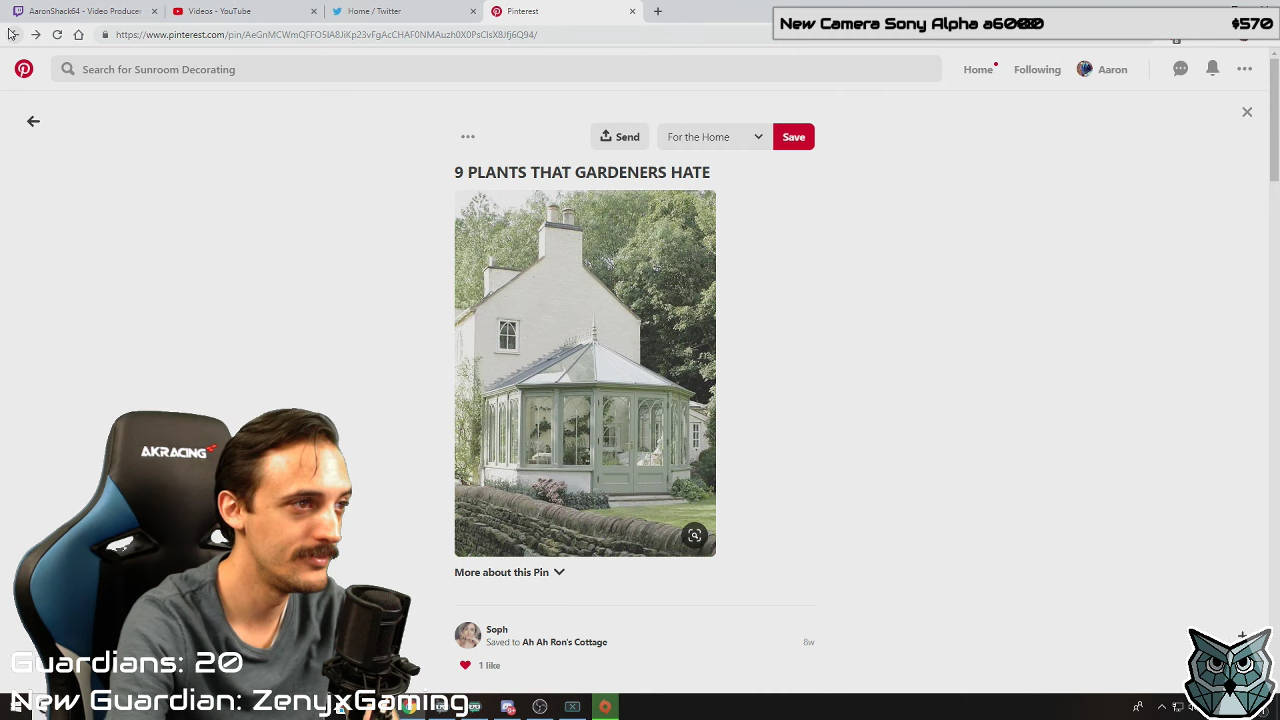 AaronShack64 - Video Producer
Videos - YouTube
Home / Twitter
Pinterest
New Camera Sony Alpha
$570
Search for Sunroom Decorating
Home
Following
Aaron
Send
For the Home
Save
9 PLANTS THAT GARDENERS HATE
AKRACING
More about this Pin
Soph
Saved to Ah Ah Ron's Cottage
8w
1 like
Guardians: 20
New Guardian: ZenyxGaming